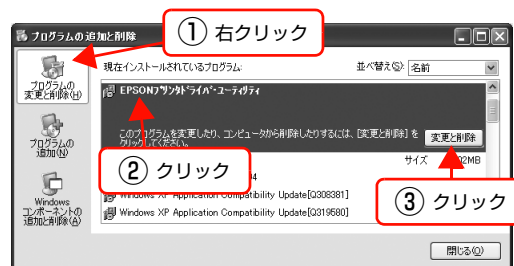 プログラムの追加と削除
① 右クリック
現在インストールされているプログラム:
並べ替え(S): 名前
プログラムの
変更と削除(H)
EPSONプリンタドライバ・ユーティリティ
このプログラムを変更したり、コンピュータから削除したりするには、[変更と削除] を
クリックしてください。
変更と削除
プログラムの
追加(N)
サイズ
02MB
② クリック
04
③ クリック
Windows XP Application Compatibility Update[Q308381]
Windows XP Application Compatibility Update[Q319580]
Windows
コンポーネントの
追加と削除(A)
閉じる(O)